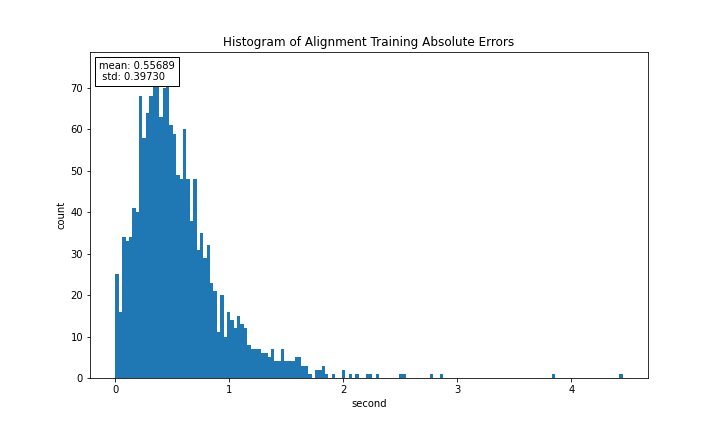 Histogram of Alignment Training Absolute Errors
mean: 0.55689
std: 0.39730
70
60
50
40
30
20
10
0
count
0 1 2 3 4
second